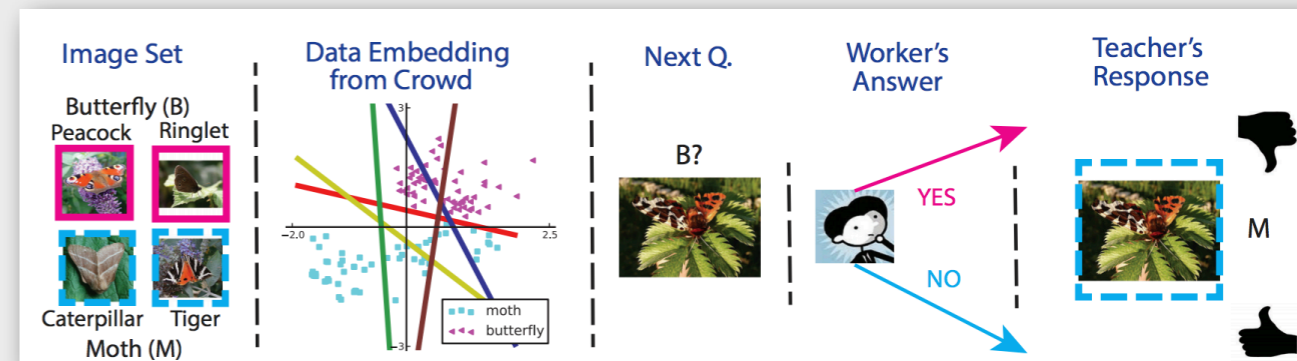 Image Set
Butterfly (B)
Peacock Ringlet
Caterpillar Tiger
Moth (M)
Data Embedding
from Crowd
3
−2.0
2.5
−3
moth
butterfly
Next Q.
B?
Worker's
Answer
YES
NO
Teacher's
Response
M